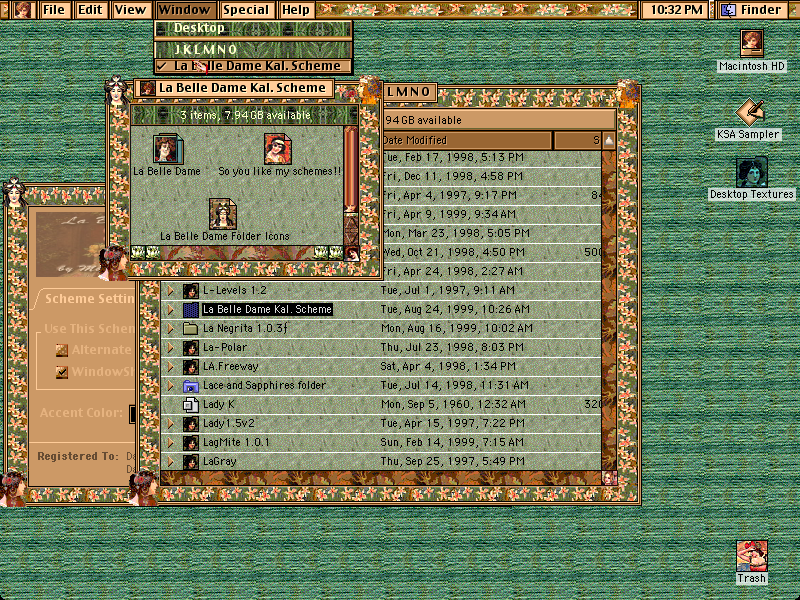 File Edit View Window Special Help 10:32 PM Finder
Desktop
J K L M N O
✓ La Belle Dame Kal. Scheme
Macintosh HD
KSA Sampler
Desktop Textures
Trash
La Belle Dame Kal. Scheme
3 items, 7.94 GB available
La Belle Dame
So you like my schemes!!
La Belle Dame Folder Icons
L M N O
94 GB available
Date Modified S
Tue, Feb 17, 1998, 5:13 PM
Fri, Dec 11, 1998, 4:58 PM
Fri, Apr 4, 1997, 9:17 PM 84
Fri, Apr 9, 1999, 9:34 AM
Mon, Mar 23, 1998, 5:05 PM
Wed, Oct 21, 1998, 4:50 PM 500
Fri, Apr 24, 1998, 2:27 AM
L-Levels 1.2 Tue, Jul 1, 1997, 9:11 AM
La Belle Dame Kal. Scheme Tue, Aug 24, 1999, 10:26 AM
La Negrita 1.0.3ƒ Mon, Aug 16, 1999, 10:02 AM
La-Polar Thu, Jul 23, 1998, 8:03 PM
LA.Freeway Sat, Apr 4, 1998, 1:34 PM
Lace and Sapphires folder Tue, Jul 14, 1998, 11:31 AM
Lady K Mon, Sep 5, 1960, 12:32 AM 320
Lady1.5v2 Tue, Apr 15, 1997, 7:22 PM
LagMite 1.0.1 Sun, Feb 14, 1999, 7:15 AM
LaGray Thu, Sep 25, 1997, 5:49 PM
La B
by M
Scheme Settin
Use This Schem
Alternate
WindowSh
Accent Color:
Registered To: Da
Da